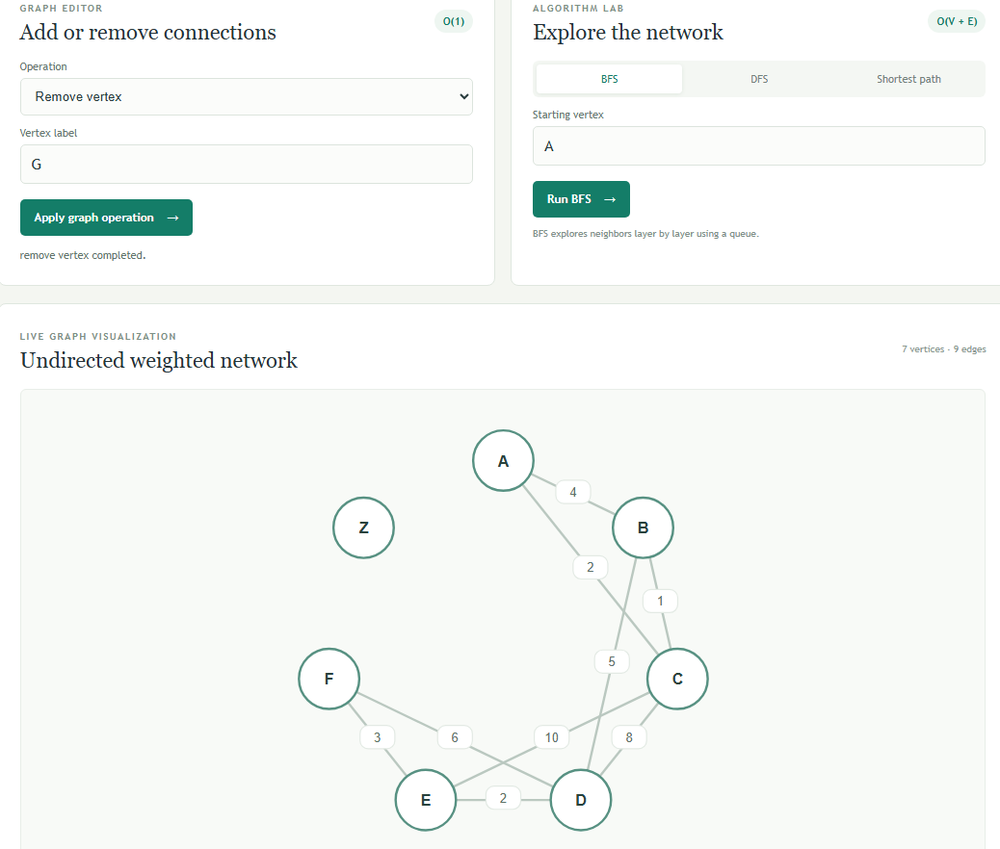 GRAPH EDITOR
Add or remove connections
O(1)
Operation
Remove vertex
Vertex label
G
Apply graph operation →
remove vertex completed.
ALGORITHM LAB
Explore the network
O(V + E)
BFS DFS Shortest path
Starting vertex
A
Run BFS →
BFS explores neighbors layer by layer using a queue.
LIVE GRAPH VISUALIZATION
Undirected weighted network
7 vertices · 9 edges
A
4
Z
B
2
1
5
F
C
3
6
10
8
E
2
D